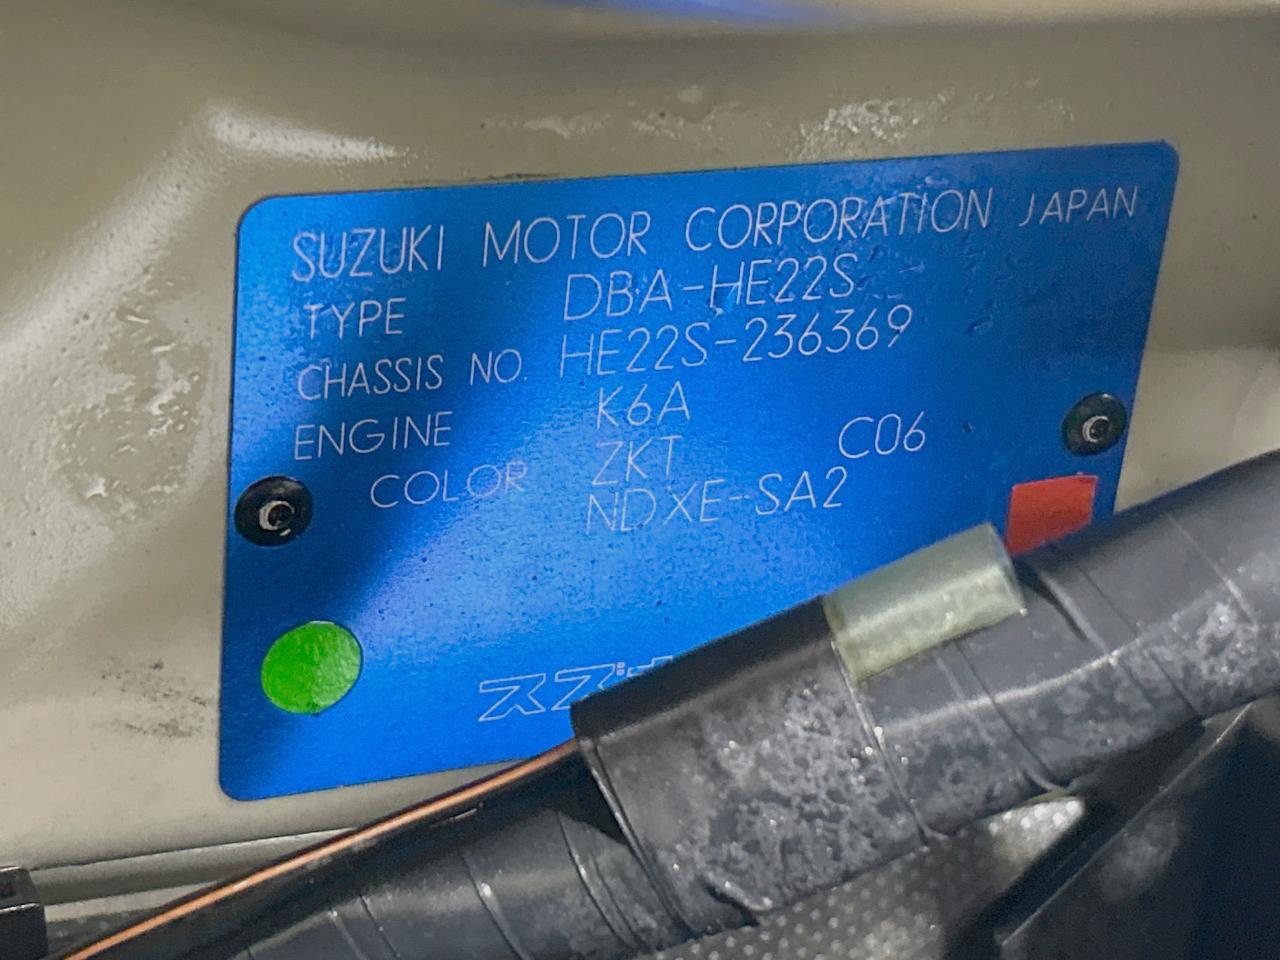 SUZUKI MOTOR CORPORATION JAPAN
TYPE DBA-HE22S
CHASSIS NO. HE22S-236369
ENGINE K6A
COLOR ZKT C06
NDXE-SA2